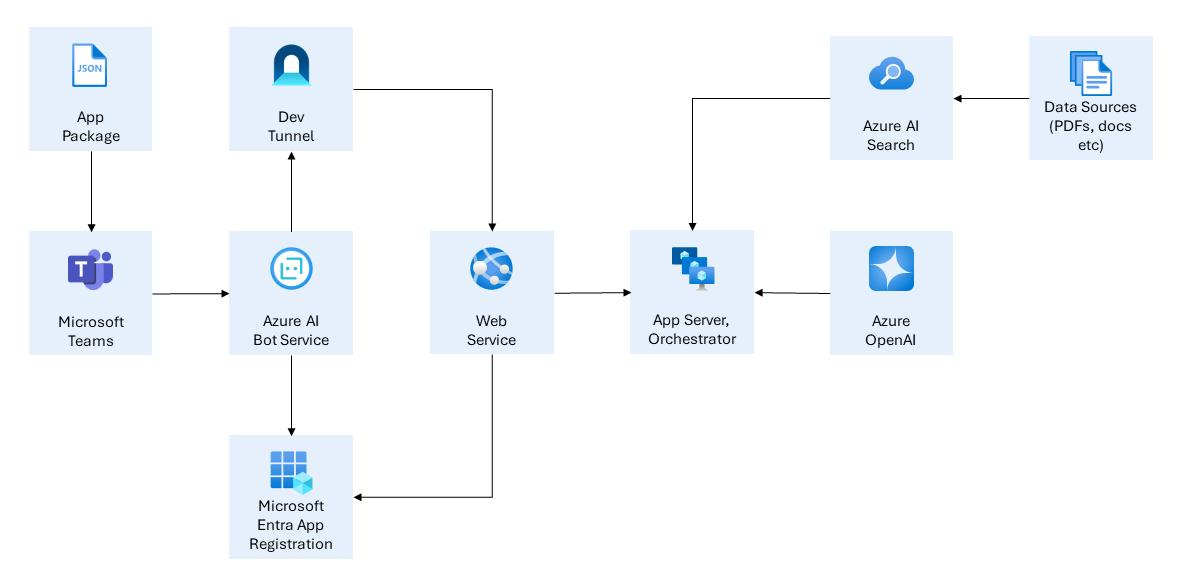 JSON
App
Package
Dev
Tunnel
Azure AI
Search
Data Sources
(PDFs, docs
etc)
T
Microsoft
Teams
Azure AI
Bot Service
Web
Service
App Server,
Orchestrator
Azure
OpenAI
Microsoft
Entra App
Registration